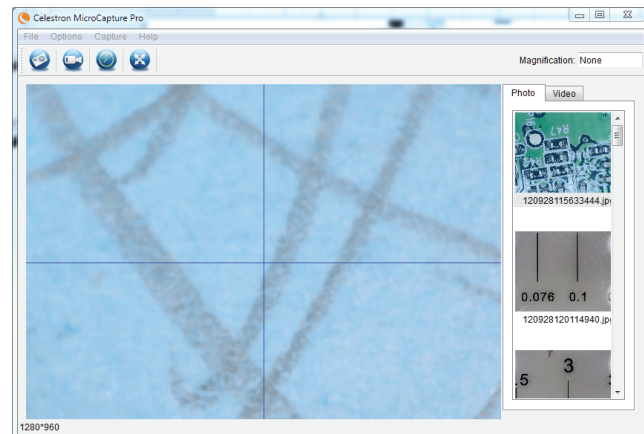 Celestron MicroCapture Pro
File Options Capture Help
Magnification: None
Photo Video
RA7
120928115633444.jpg
0.076 0.1
120928120114940.jpg
.5 3
1280*960